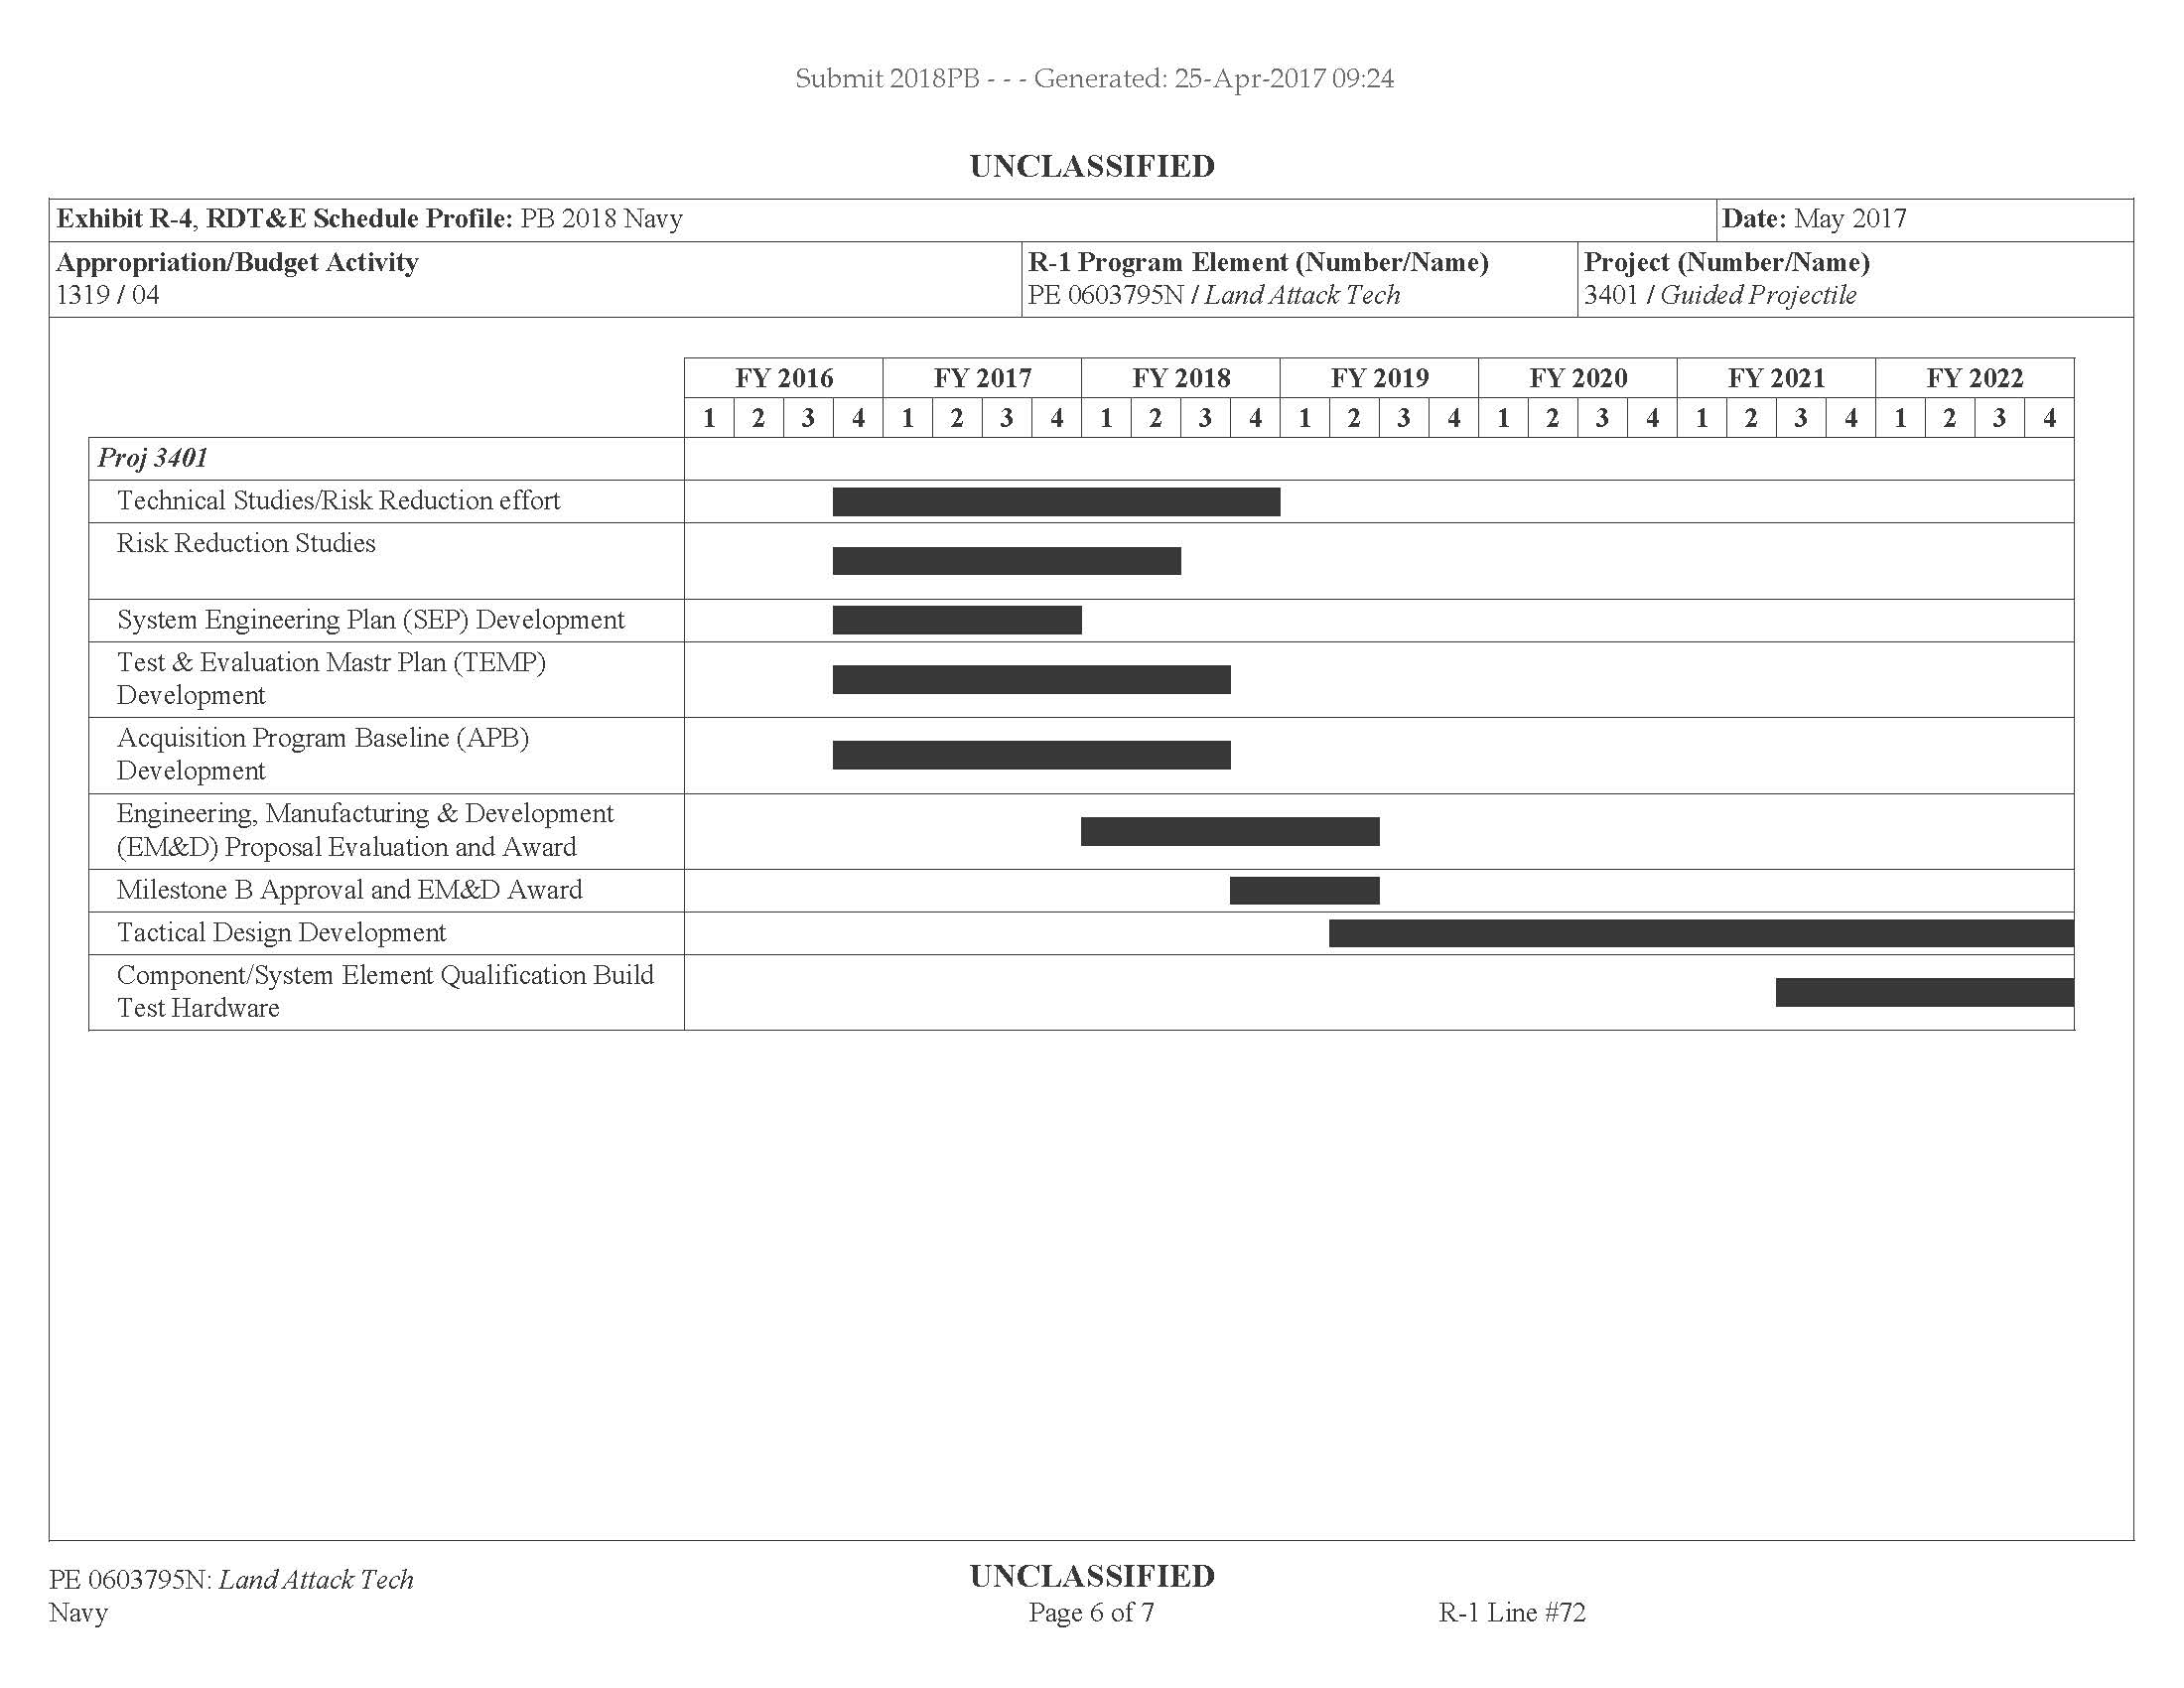 Submit 2018PB - - - Generated: 25-Apr-2017 09:24
UNCLASSIFIED
Exhibit R-4, RDT&E Schedule Profile: PB 2018 Navy
Date: May 2017
Appropriation/Budget Activity
1319 / 04
R-1 Program Element (Number/Name)
PE 0603795N / Land Attack Tech
Project (Number/Name)
3401 / Guided Projectile
FY 2016 FY 2017 FY 2018 FY 2019 FY 2020 FY 2021 FY 2022
1 2 3 4 1 2 3 4 1 2 3 4 1 2 3 4 1 2 3 4 1 2 3 4 1 2 3 4
Proj 3401
Technical Studies/Risk Reduction effort
Risk Reduction Studies
System Engineering Plan (SEP) Development
Test & Evaluation Mastr Plan (TEMP)
Development
Acquisition Program Baseline (APB)
Development
Engineering, Manufacturing & Development
(EM&D) Proposal Evaluation and Award
Milestone B Approval and EM&D Award
Tactical Design Development
Component/System Element Qualification Build
Test Hardware
PE 0603795N: Land Attack Tech
Navy
UNCLASSIFIED
Page 6 of 7
R-1 Line #72